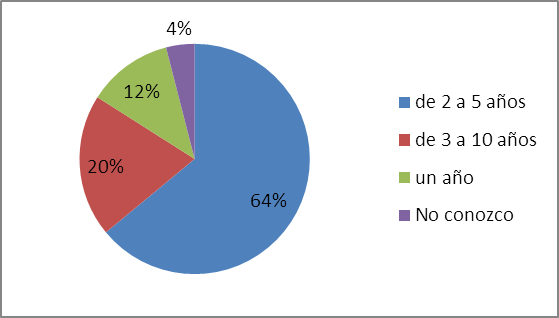 4%
12%
20%
64%
de 2 a 5 años
de 3 a 10 años
un año
No conozco